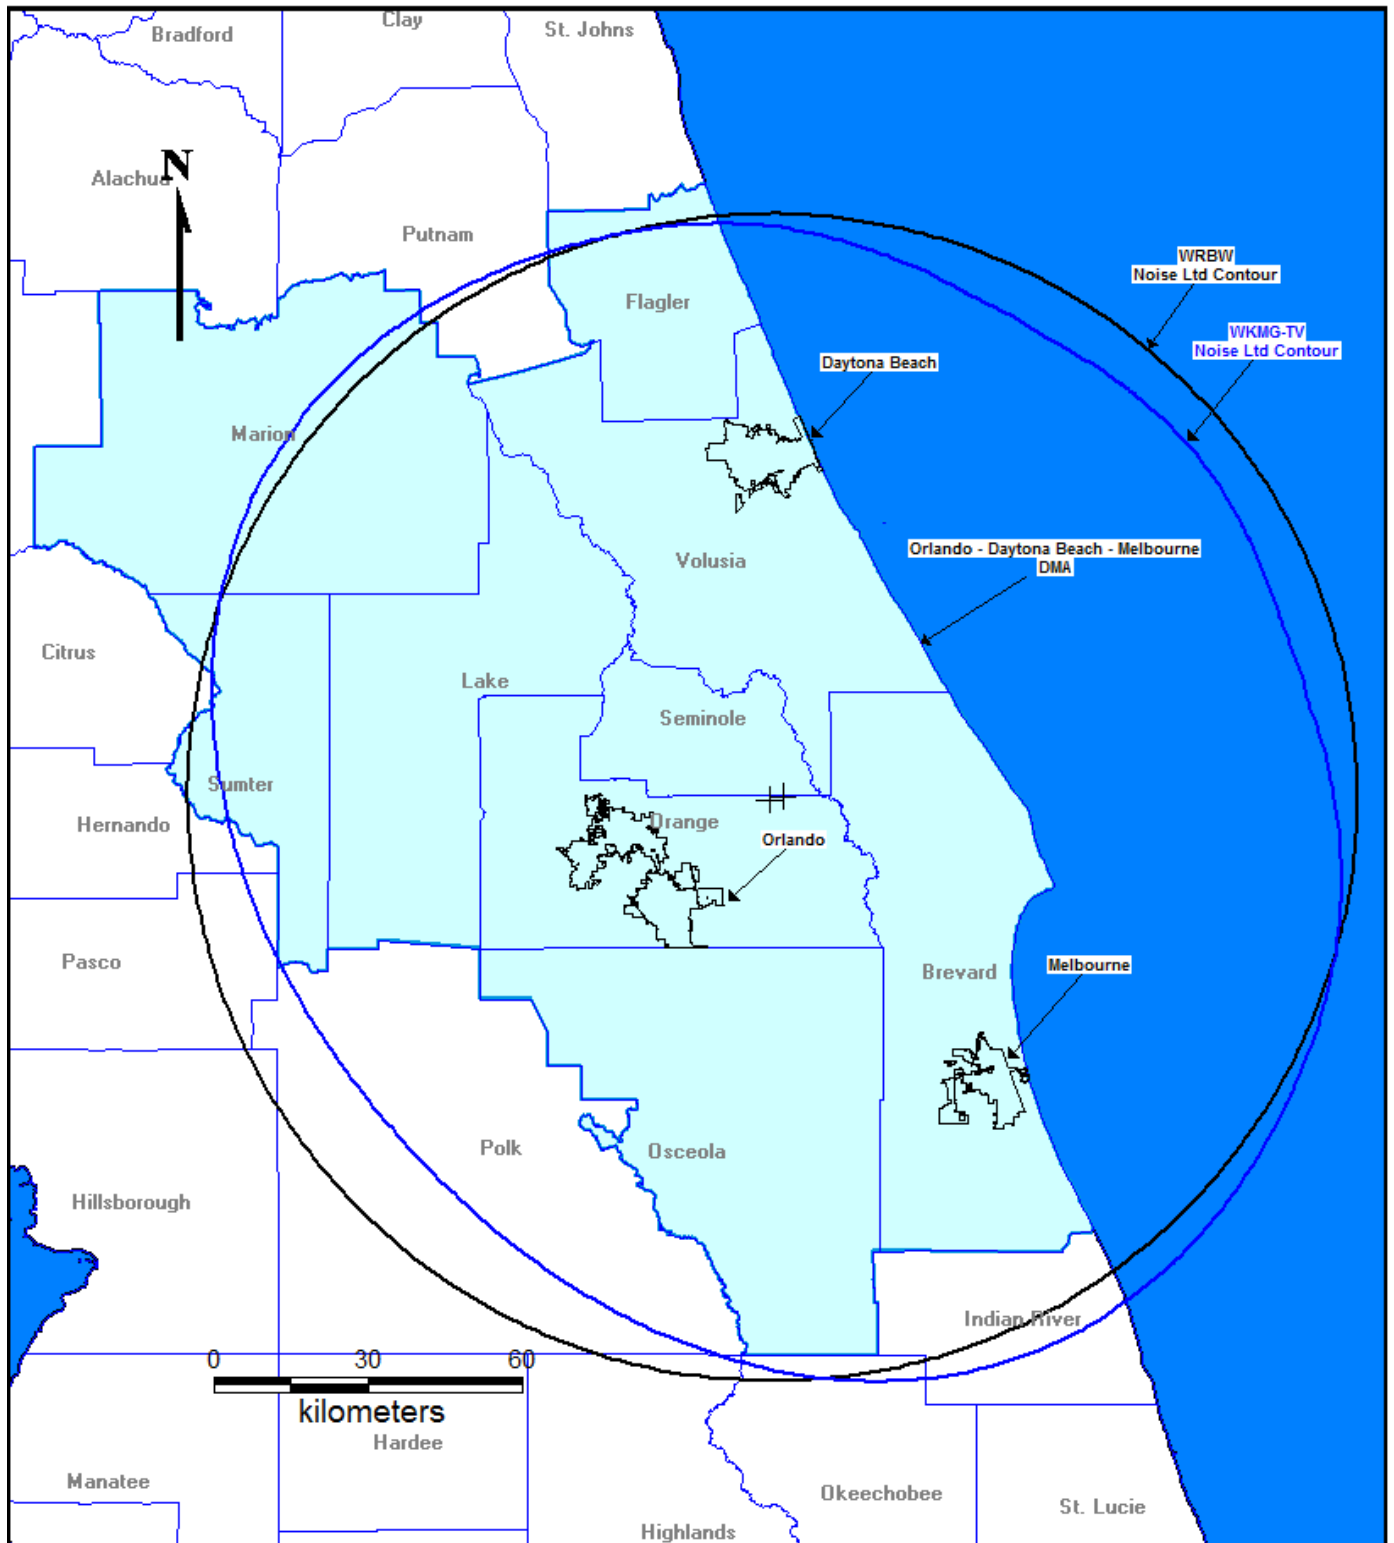 Clay
Bradford
St. Johns
N
Alachua
Putnam
WRBW
Noise Ltd Contour
Flagler
WKMG-TV
Noise Ltd Contour
Daytona Beach
Marion
Orlando - Daytona Beach - Melbourne
DMA
Volusia
Citrus
Lake
Seminole
Sumter
Hernando
Orange
Orlando
Pasco
Brevard
Melbourne
Polk
Osceola
Hillsborough
Indian River
0 30 60
kilometers
Hardee
Manatee
Okeechobee
St. Lucie
Highlands